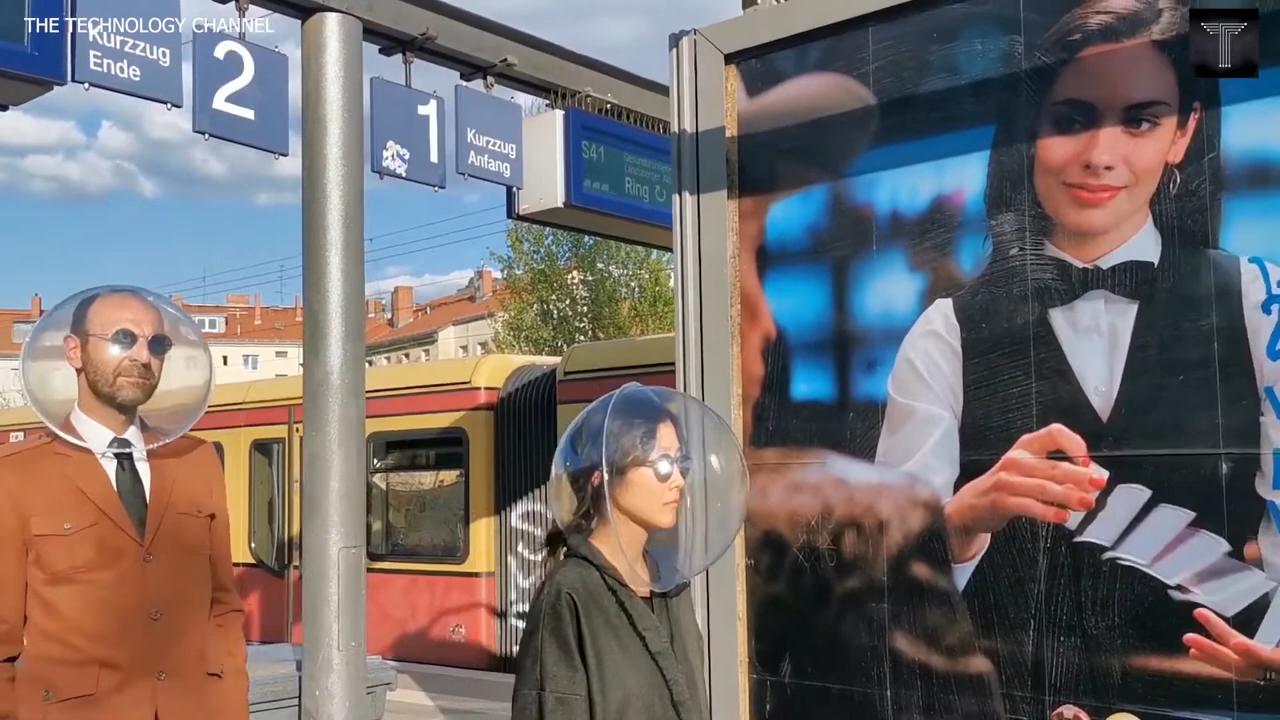 THE TECHNOLOGY CHANNEL
Kurzzug
Ende
2
1
Kurzzug
Anfang
S41
Ring